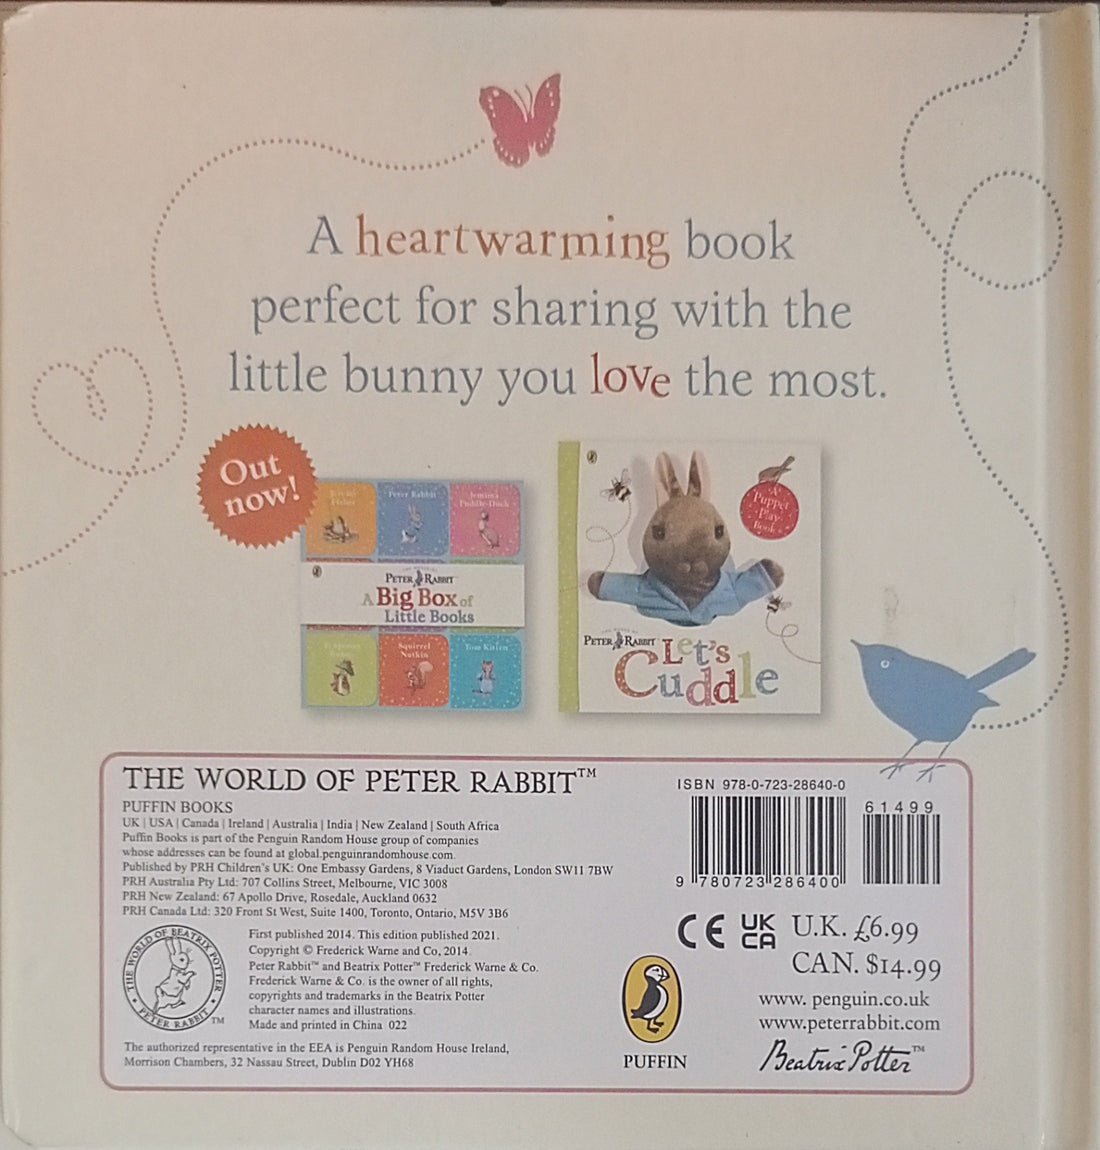 A heartwarming book
perfect for sharing with the
little bunny you love the most.
Out
now!
Peter Rabbit
Jemima
Puddle-Duck
PETER RABBIT™
A Big Box of
Little Books
Squirrel
Nutkin
Tom Kitten
A
Puppet
Play
Book
PETER RABBIT™
Let's
Cuddle
THE WORLD OF PETER RABBIT™
PUFFIN BOOKS
UK | USA | Canada | Ireland | Australia | India | New Zealand | South Africa
Puffin Books is part of the Penguin Random House group of companies
whose addresses can be found at global.penguinrandomhouse.com.
Published by PRH Children's UK: One Embassy Gardens, 8 Viaduct Gardens, London SW11 7BW
PRH Australia Pty Ltd: 707 Collins Street, Melbourne, VIC 3008
PRH New Zealand: 67 Apollo Drive, Rosedale, Auckland 0632
PRH Canada Ltd: 320 Front St West, Suite 1400, Toronto, Ontario, M5V 3B6
THE WORLD OF BEATRIX POTTER
PETER RABBIT
TM
First published 2014. This edition published 2021.
Copyright © Frederick Warne and Co, 2014.
Peter Rabbit™ and Beatrix Potter™ Frederick Warne & Co.
Frederick Warne & Co. is the owner of all rights,
copyrights and trademarks in the Beatrix Potter
character names and illustrations.
Made and printed in China 022
The authorized representative in the EEA is Penguin Random House Ireland,
Morrison Chambers, 32 Nassau Street, Dublin D02 YH68
ISBN 978-0-723-28640-0
61499
9 780723 286400
CE UK CA
U.K. £6.99
CAN. $14.99
www. penguin.co.uk
www.peterrabbit.com
PUFFIN
Beatrix Potter™